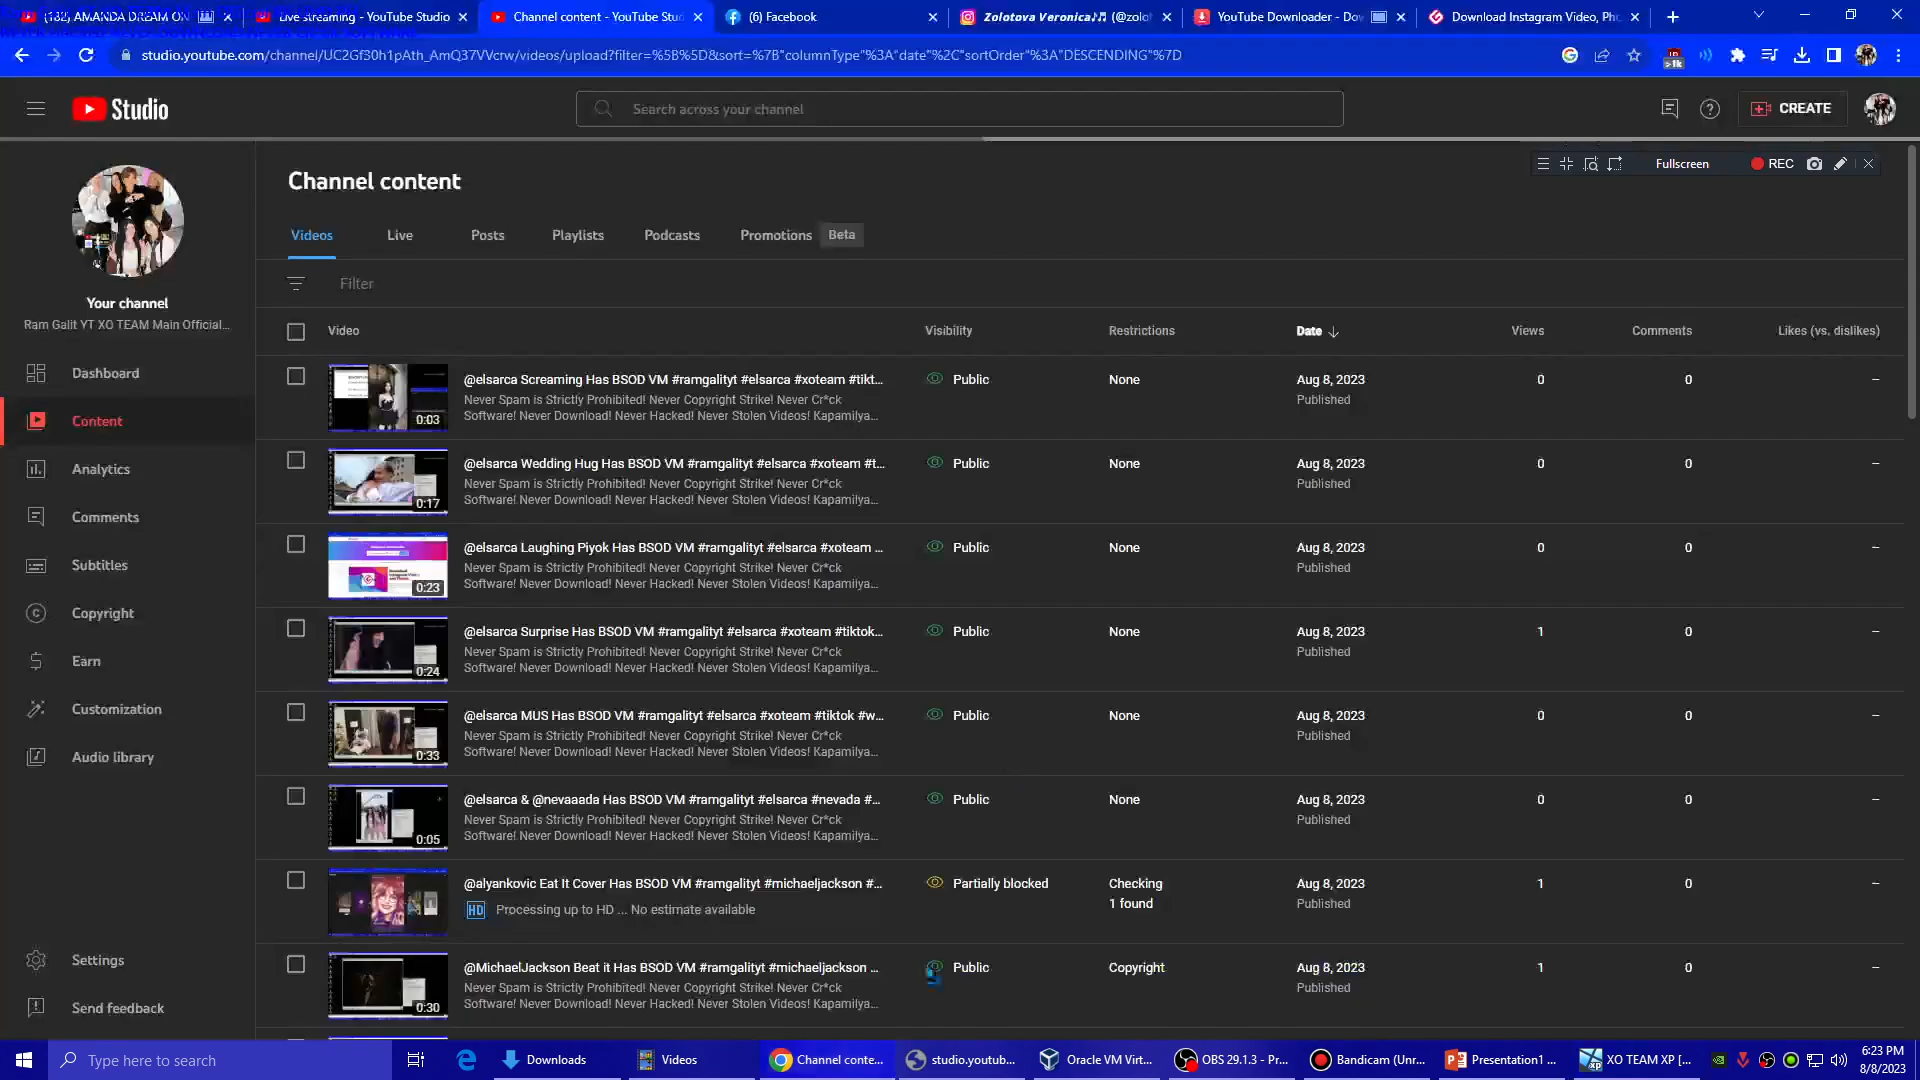 (132) AMANDA DREAM ON
Live streaming - YouTube Studio
Channel content - YouTube Stud
(6) Facebook
Zolotova Veronica (@zolo
YouTube Downloader - Dow
Download Instagram Video, Pho
studio.youtube.com/channel/UC2Gf30h1pAth_AmQ37VVcrw/videos/upload?filter=%5B%5D&sort=%7B"columnType"%3A"date"%2C"sortOrder"%3A"DESCENDING"%7D
>1k
Studio
Search across your channel
CREATE
Fullscreen
REC
Your channel
Ram Galit YT XO TEAM Main Official...
Dashboard
Content
Analytics
Comments
Subtitles
Copyright
Earn
Customization
Audio library
Settings
Send feedback
Channel content
Videos Live Posts Playlists Podcasts Promotions Beta
Filter
Video Visibility Restrictions Date Views Comments Likes (vs. dislikes)
@elsarca Screaming Has BSOD VM #ramgalityt #elsarca #xoteam #tikt... Public None Aug 8, 2023 0 0 –
Never Spam is Strictly Prohibited! Never Copyright Strike! Never Cr*ck Published
Software! Never Download! Never Hacked! Never Stolen Videos! Kapamilya...
0:03
@elsarca Wedding Hug Has BSOD VM #ramgalityt #elsarca #xoteam #t... Public None Aug 8, 2023 0 0 –
Never Spam is Strictly Prohibited! Never Copyright Strike! Never Cr*ck Published
Software! Never Download! Never Hacked! Never Stolen Videos! Kapamilya...
0:17
@elsarca Laughing Piyok Has BSOD VM #ramgalityt #elsarca #xoteam ... Public None Aug 8, 2023 0 0 –
Never Spam is Strictly Prohibited! Never Copyright Strike! Never Cr*ck Published
Software! Never Download! Never Hacked! Never Stolen Videos! Kapamilya...
0:23
@elsarca Surprise Has BSOD VM #ramgalityt #elsarca #xoteam #tiktok... Public None Aug 8, 2023 1 0 –
Never Spam is Strictly Prohibited! Never Copyright Strike! Never Cr*ck Published
Software! Never Download! Never Hacked! Never Stolen Videos! Kapamilya...
0:24
@elsarca MUS Has BSOD VM #ramgalityt #elsarca #xoteam #tiktok #w... Public None Aug 8, 2023 0 0 –
Never Spam is Strictly Prohibited! Never Copyright Strike! Never Cr*ck Published
Software! Never Download! Never Hacked! Never Stolen Videos! Kapamilya...
0:33
@elsarca & @nevaaada Has BSOD VM #ramgalityt #elsarca #nevada #... Public None Aug 8, 2023 0 0 –
Never Spam is Strictly Prohibited! Never Copyright Strike! Never Cr*ck Published
Software! Never Download! Never Hacked! Never Stolen Videos! Kapamilya...
0:05
@alyankovic Eat It Cover Has BSOD VM #ramgalityt #michaeljackson #... Partially blocked Checking Aug 8, 2023 1 0 –
HD Processing up to HD ... No estimate available 1 found Published
@MichaelJackson Beat it Has BSOD VM #ramgalityt #michaeljackson ... Public Copyright Aug 8, 2023 1 0 –
Never Spam is Strictly Prohibited! Never Copyright Strike! Never Cr*ck Published
Software! Never Download! Never Hacked! Never Stolen Videos! Kapamilya...
0:30
Type here to search
Downloads
Videos
Channel conte...
studio.youtub...
Oracle VM Virt...
OBS 29.1.3 - Pr...
Bandicam (Unr...
Presentation1 ...
XO TEAM XP [...
6:23 PM
8/8/2023